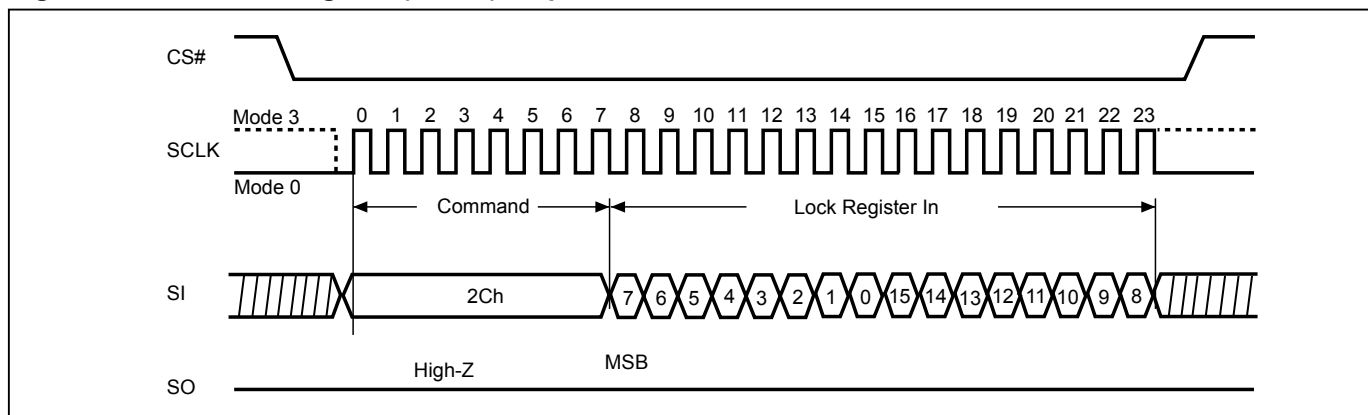 CS#
Mode 3 0 1 2 3 4 5 6 7 8 9 10 11 12 13 14 15 16 17 18 19 20 21 22 23
SCLK
Mode 0
Command Lock Register In
SI 2Ch 7 6 5 4 3 2 1 0 15 14 13 12 11 10 9 8
High-Z MSB
SO